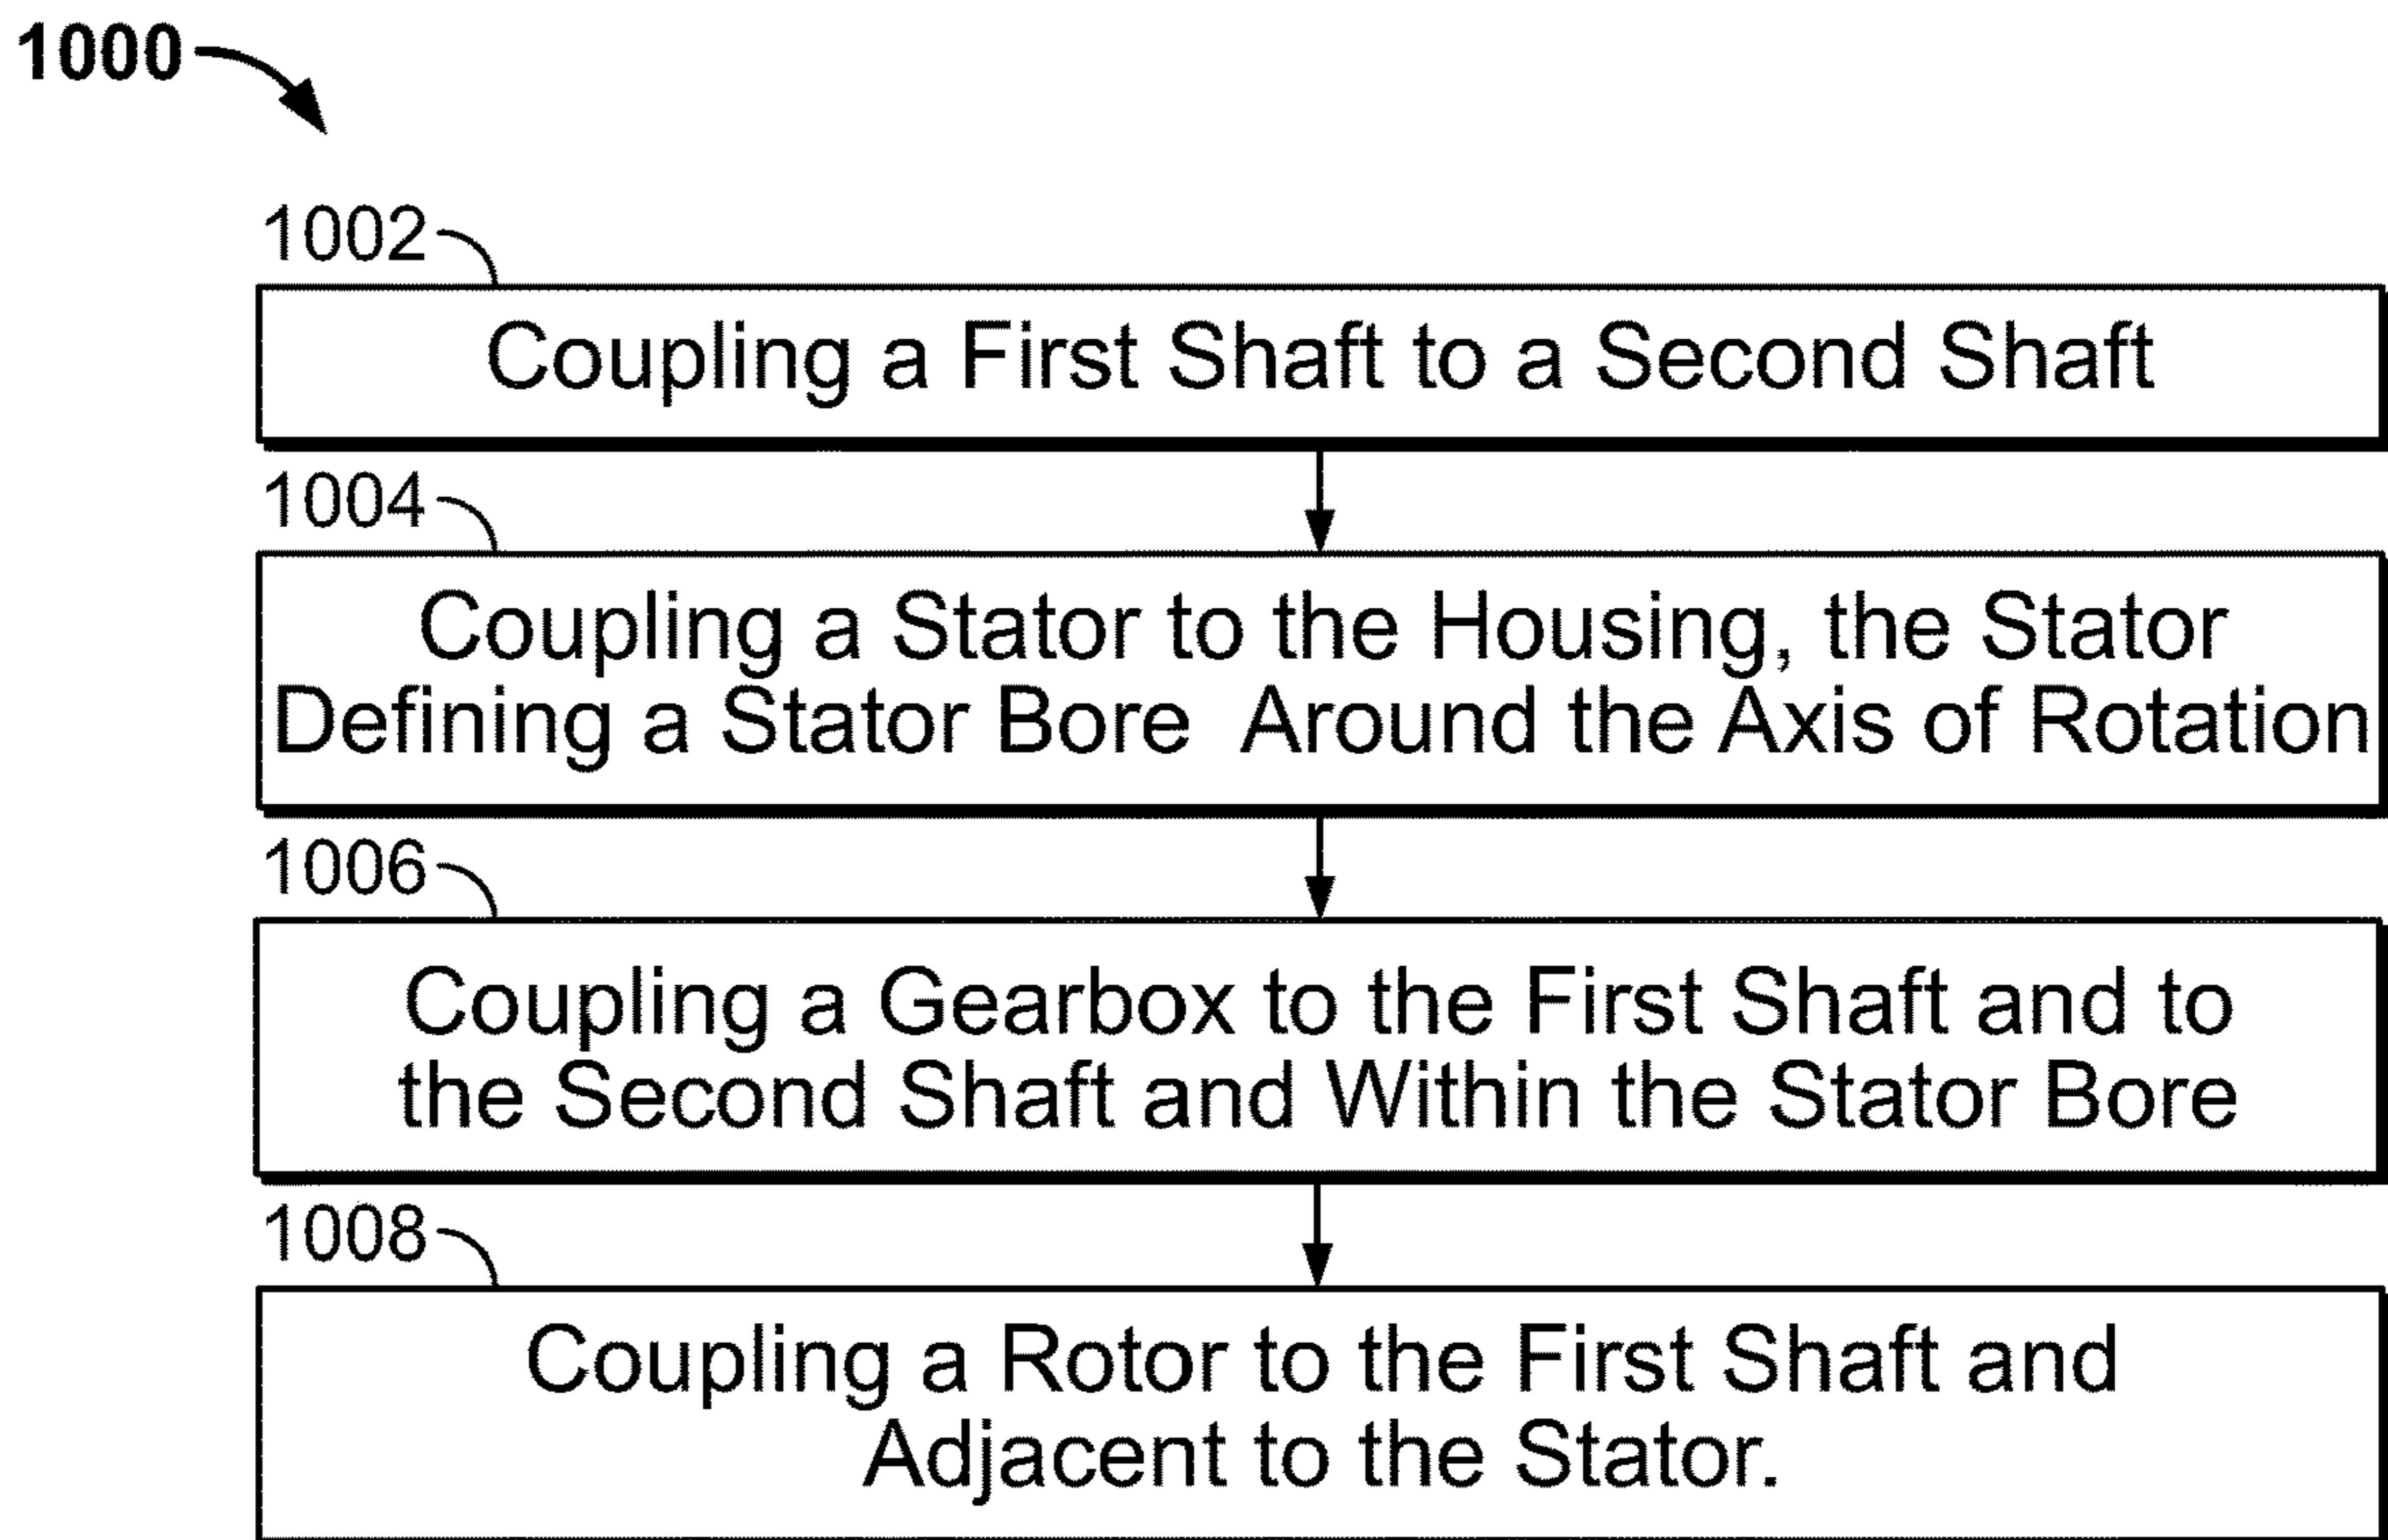 1000
1002
Coupling a First Shaft to a Second Shaft
1004
Coupling a Stator to the Housing, the Stator
Defining a Stator Bore Around the Axis of Rotation
1006
Coupling a Gearbox to the First Shaft and to
the Second Shaft and Within the Stator Bore
1008
Coupling a Rotor to the First Shaft and
Adjacent to the Stator.